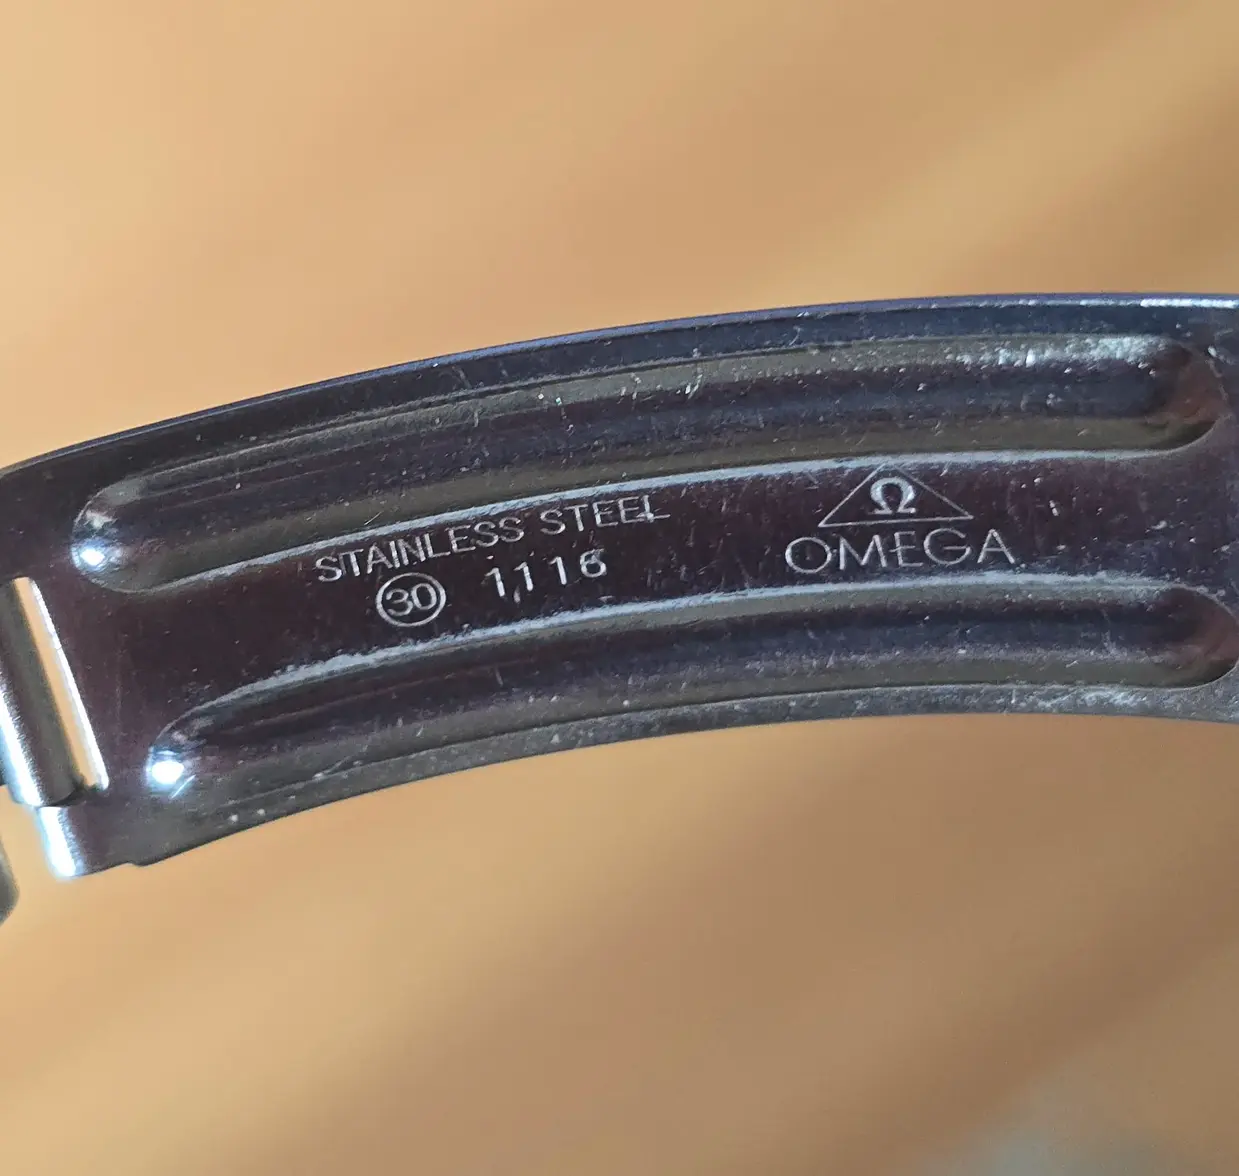 STAINLESS STEEL
30 1116
Ω
OMEGA